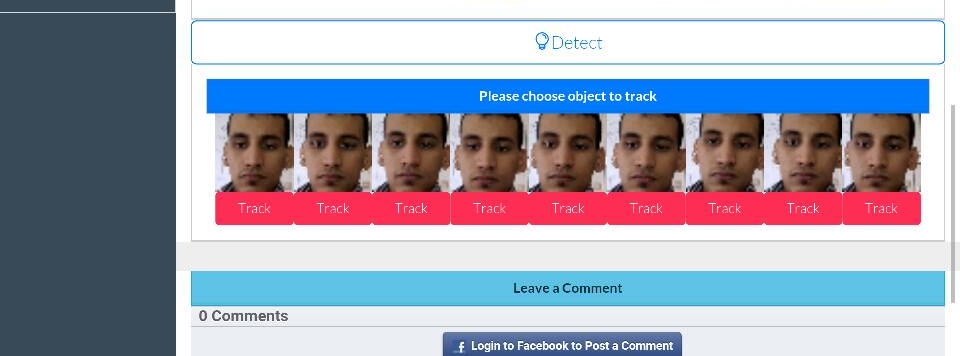 Detect
Please choose object to track
Track Track Track Track Track Track Track Track Track
Leave a Comment
0 Comments
f Login to Facebook to Post a Comment